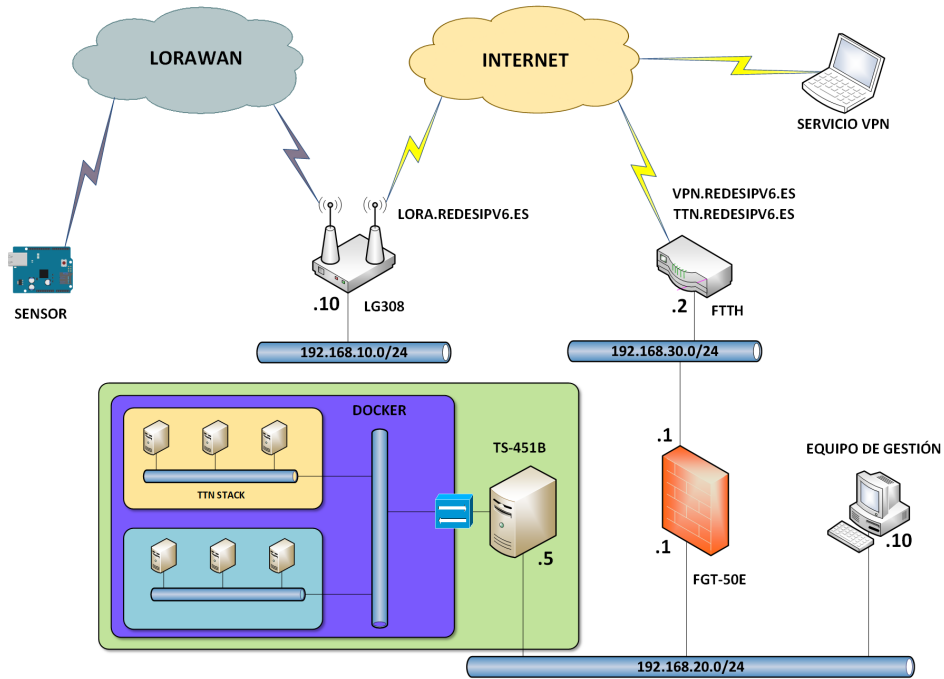 LORAWAN
INTERNET
SERVICIO VPN
VPN.REDESIPV6.ES
TTN.REDESIPV6.ES
LORA.REDESIPV6.ES
SENSOR
.10
LG308
.2
FTTH
192.168.10.0/24
192.168.30.0/24
DOCKER
TS-451B
.1
EQUIPO DE GESTIÓN
TTN STACK
.5
.1
.10
FGT-50E
192.168.20.0/24